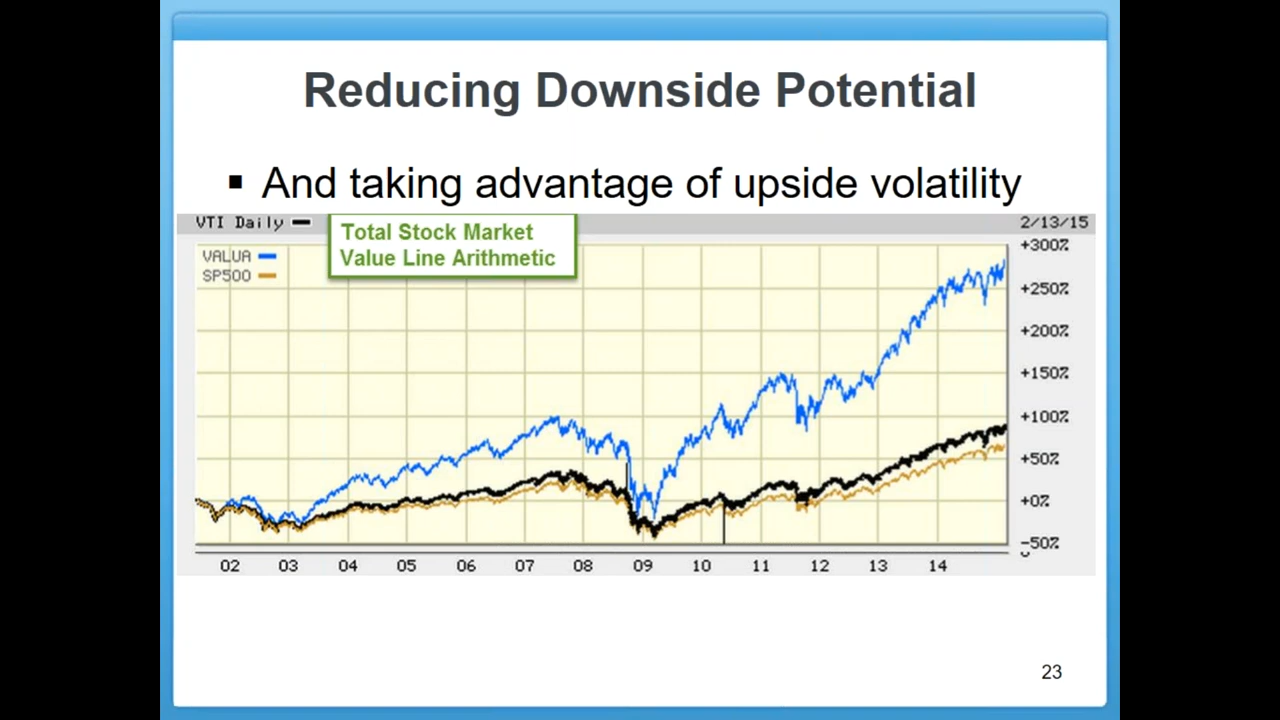 Reducing Downside Potential
▪ And taking advantage of upside volatility
VTI Daily
2/13/15
Total Stock Market
Value Line Arithmetic
VALUA
SP500
+300%
+250%
+200%
+150%
+100%
+50%
+0%
-50%
02 03 04 05 06 07 08 09 10 11 12 13 14
23